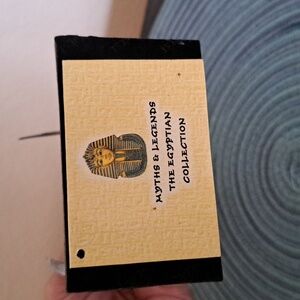 MYTHS & LEGENDS
THE EGYPTIAN
COLLECTION